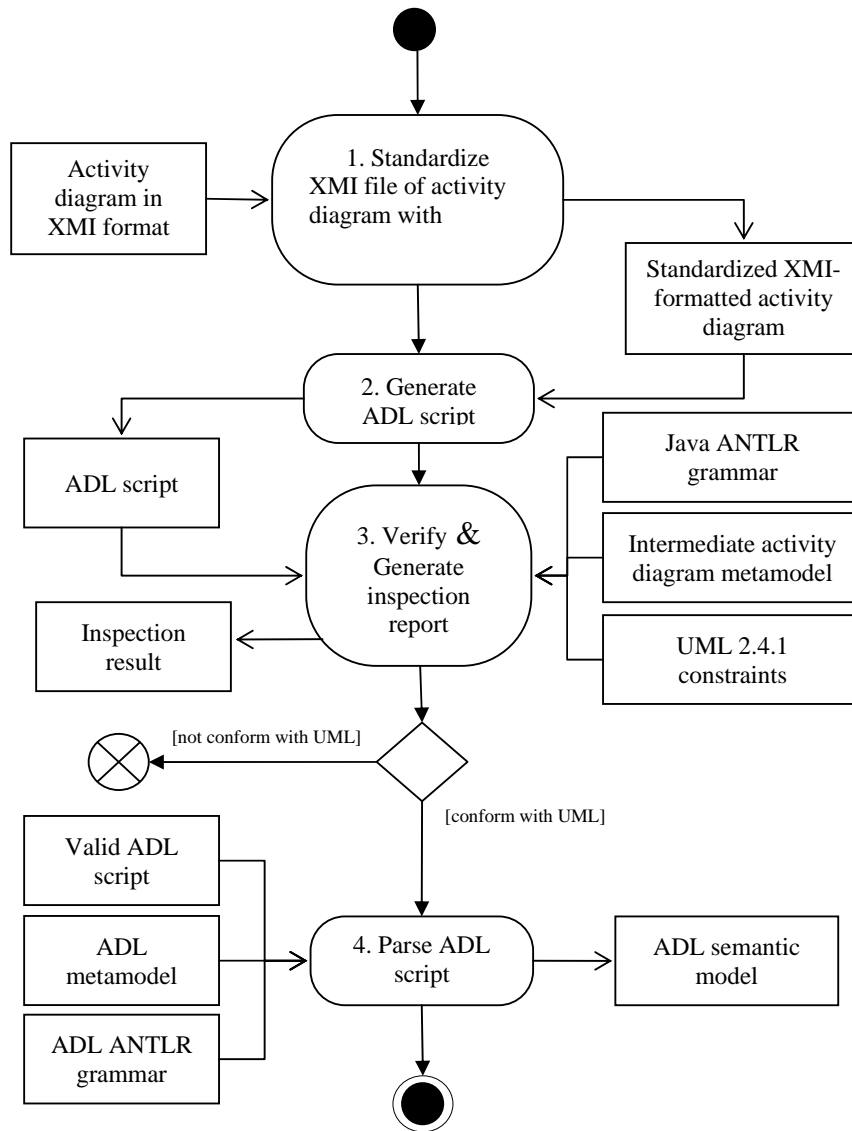 1. Standardize
XMI file of activity
diagram with
Activity
diagram in
XMI format
Standardized XMI-
formatted activity
diagram
2. Generate
ADL script
ADL script
Java ANTLR
grammar
3. Verify &
Generate
inspection
report
Intermediate activity
diagram metamodel
Inspection
result
UML 2.4.1
constraints
[not conform with UML]
[conform with UML]
Valid ADL
script
ADL
metamodel
4. Parse ADL
script
ADL semantic
model
ADL ANTLR
grammar